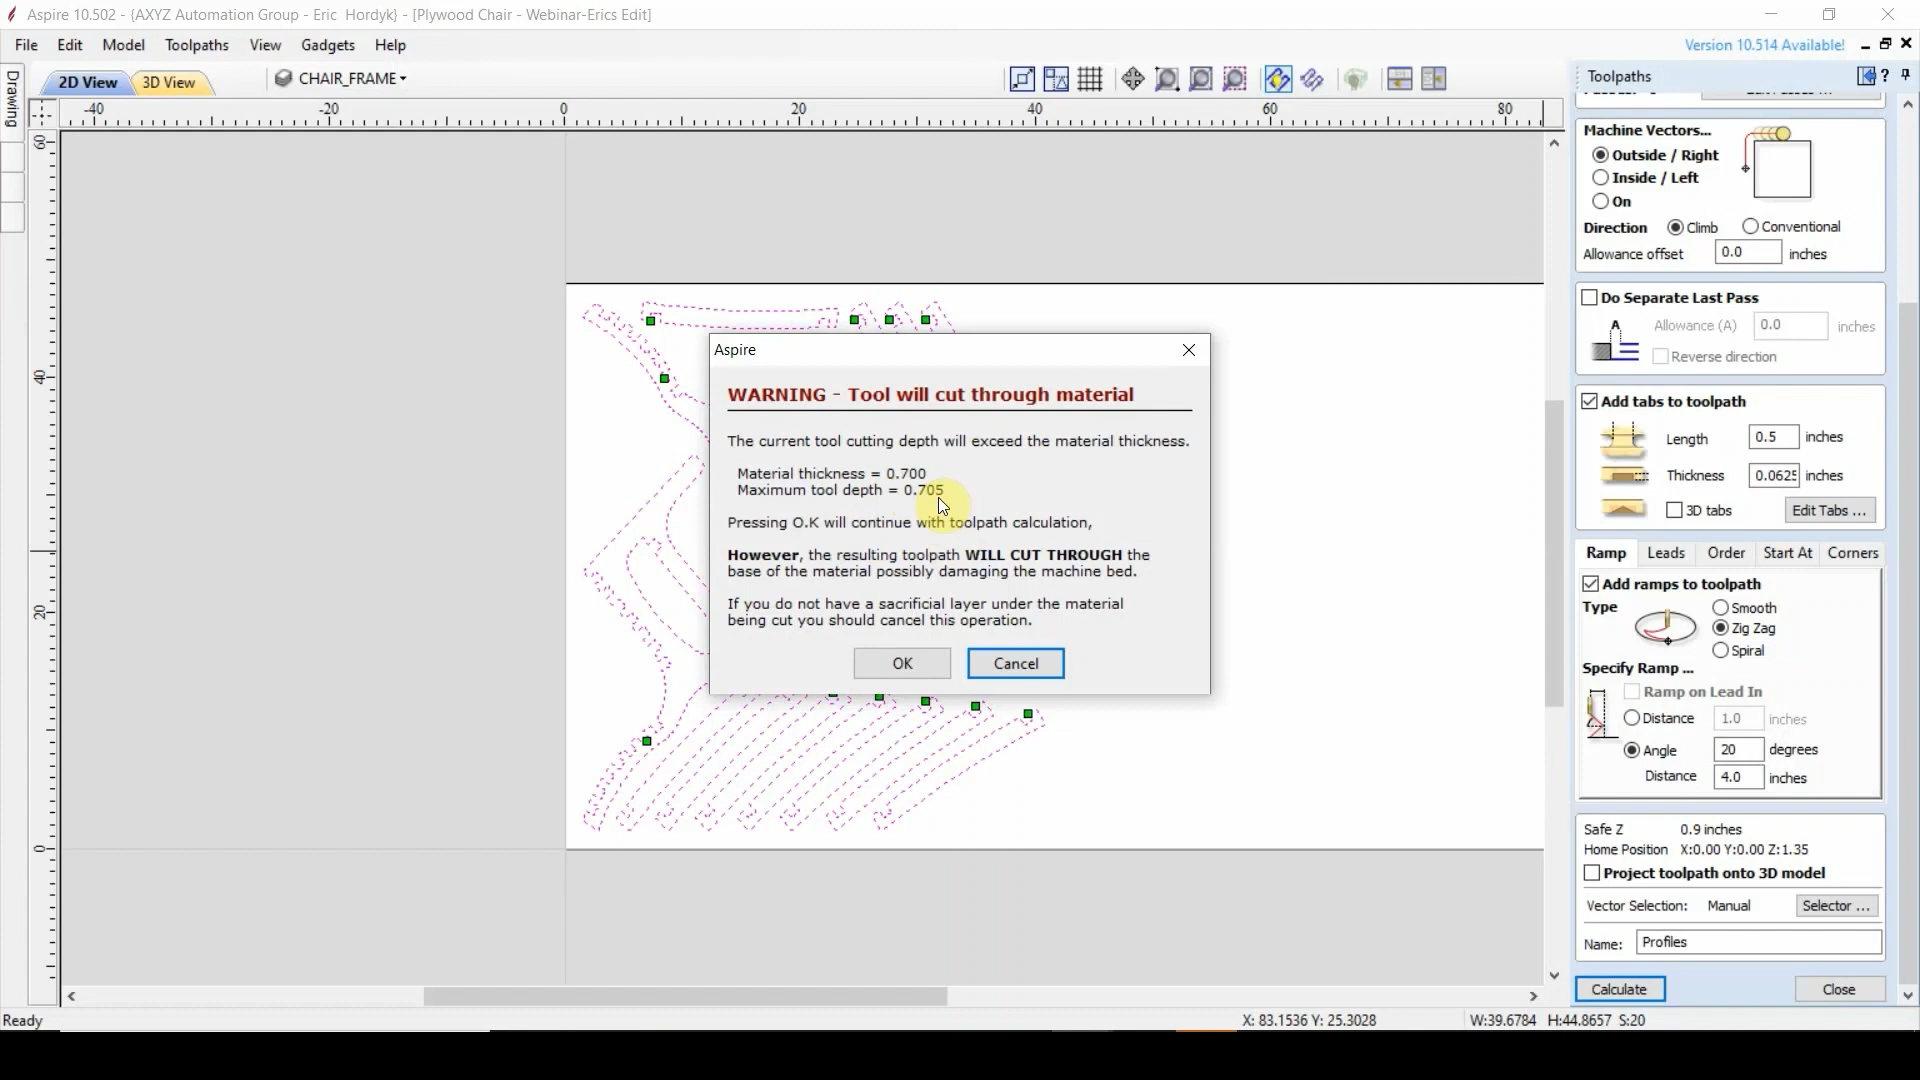 Aspire 10.502 - {AXYZ Automation Group - Eric Hordyk} - [Plywood Chair - Webinar-Erics Edit]
File Edit Model Toolpaths View Gadgets Help
Version 10.514 Available!
Drawing
2D View 3D View
CHAIR_FRAME
Toolpaths
-40 -20 0 20 40 60 80
60
40
20
0
Machine Vectors...
Outside / Right
Inside / Left
On
Direction Climb Conventional
Allowance offset 0.0 inches
Do Separate Last Pass
A Allowance (A) 0.0 inches
Reverse direction
Add tabs to toolpath
Length 0.5 inches
Thickness 0.0625 inches
3D tabs Edit Tabs ...
Ramp Leads Order Start At Corners
Add ramps to toolpath
Type
Smooth
Zig Zag
Spiral
Specify Ramp ...
Ramp on Lead In
Distance 1.0 inches
Angle 20 degrees
Distance 4.0 inches
Safe Z 0.9 inches
Home Position X:0.00 Y:0.00 Z:1.35
Project toolpath onto 3D model
Vector Selection: Manual Selector ...
Name: Profiles
Calculate Close
Aspire
WARNING - Tool will cut through material
The current tool cutting depth will exceed the material thickness.
Material thickness = 0.700
Maximum tool depth = 0.705
Pressing O.K will continue with toolpath calculation,
However, the resulting toolpath WILL CUT THROUGH the
base of the material possibly damaging the machine bed.
If you do not have a sacrificial layer under the material
being cut you should cancel this operation.
OK Cancel
Ready
X: 83.1536 Y: 25.3028
W:39.6784 H:44.8657 S:20